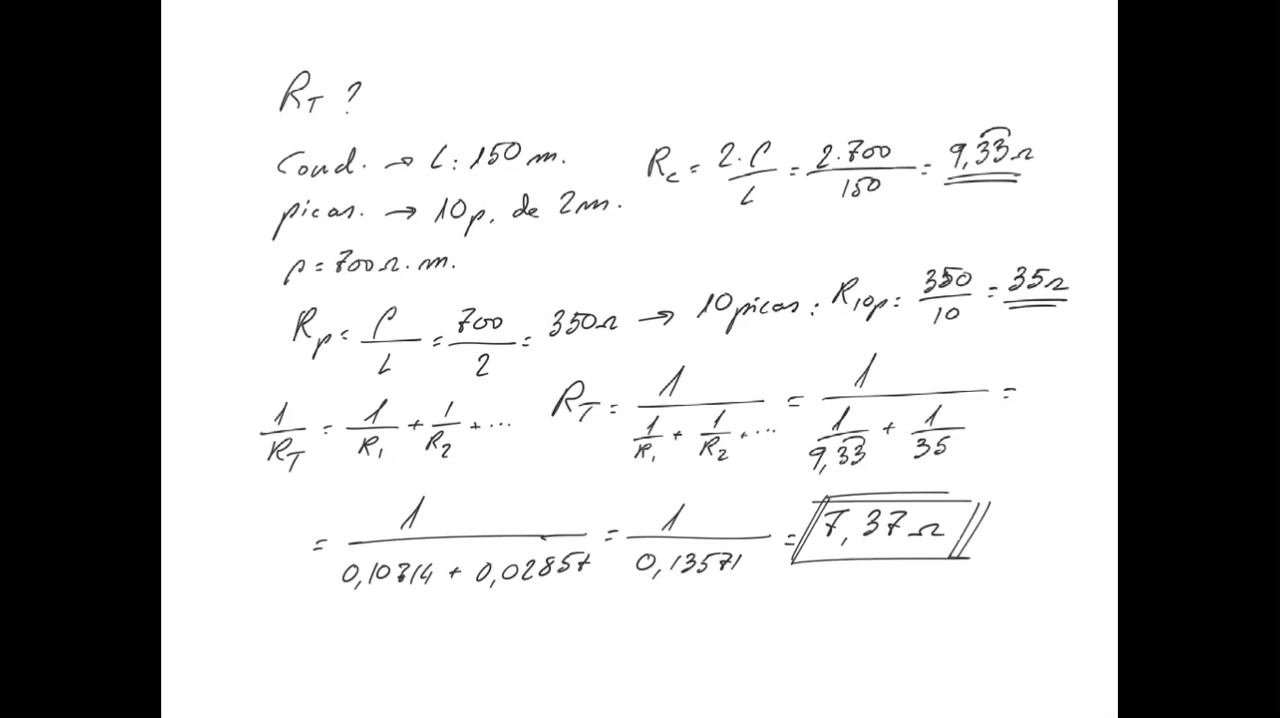 R_T ?
Cond. → L: 150 m. R_c = 2·ρ/L = 2·700/150 = 9,33 Ω
picas. → 10 p. de 2 m.
ρ = 700 Ω·m.
R_p = ρ/L = 700/2 = 350 Ω → 10 picas: R_10p: 350/10 = 35 Ω
1/R_T = 1/R_1 + 1/R_2 + ... R_T = 1/(1/R_1 + 1/R_2 + ...) = 1/(1/9,33 + 1/35) =
= 1/(0,10714 + 0,02857) = 1/0,13571 = 7,37 Ω